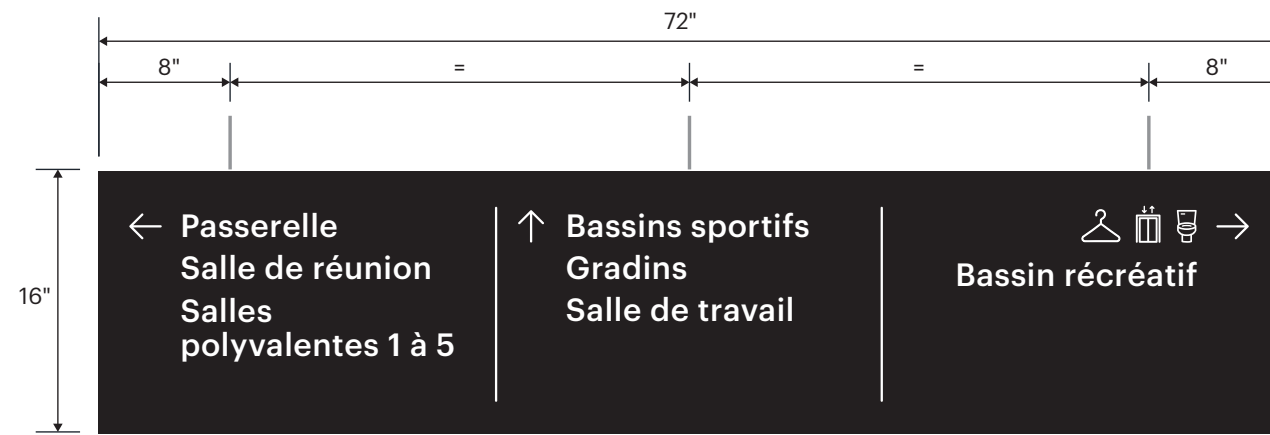 72"
8" = = 8"
16"
Passerelle
Salle de réunion
Salles
polyvalentes 1 à 5
Bassins sportifs
Gradins
Salle de travail
Bassin récréatif